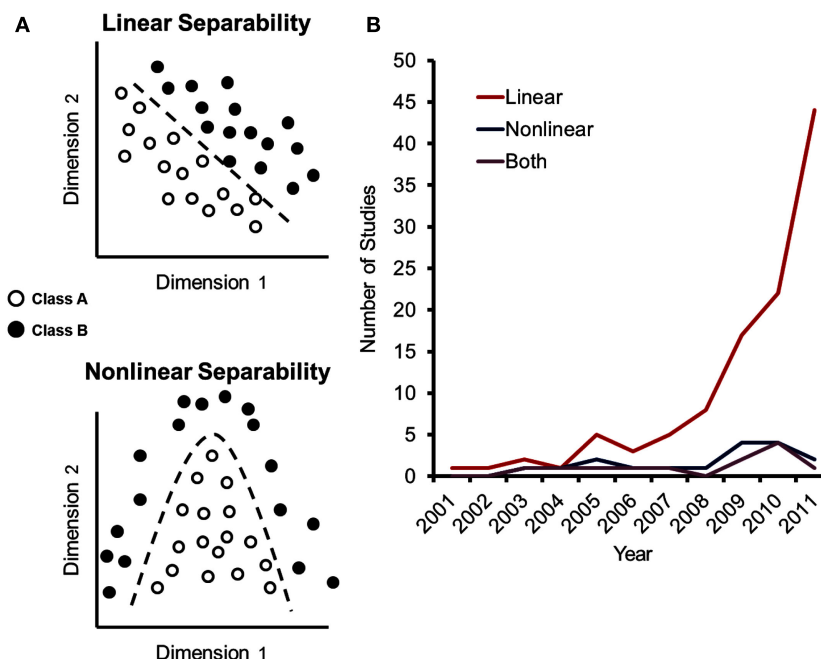 A
Linear Separability
Dimension 2
Dimension 1
Class A
Class B
Nonlinear Separability
Dimension 2
Dimension 1
B
50
45
40
35
30
25
20
15
10
5
0
Number of Studies
Linear
Nonlinear
Both
2001
2002
2003
2004
2005
2006
2007
2008
2009
2010
2011
Year